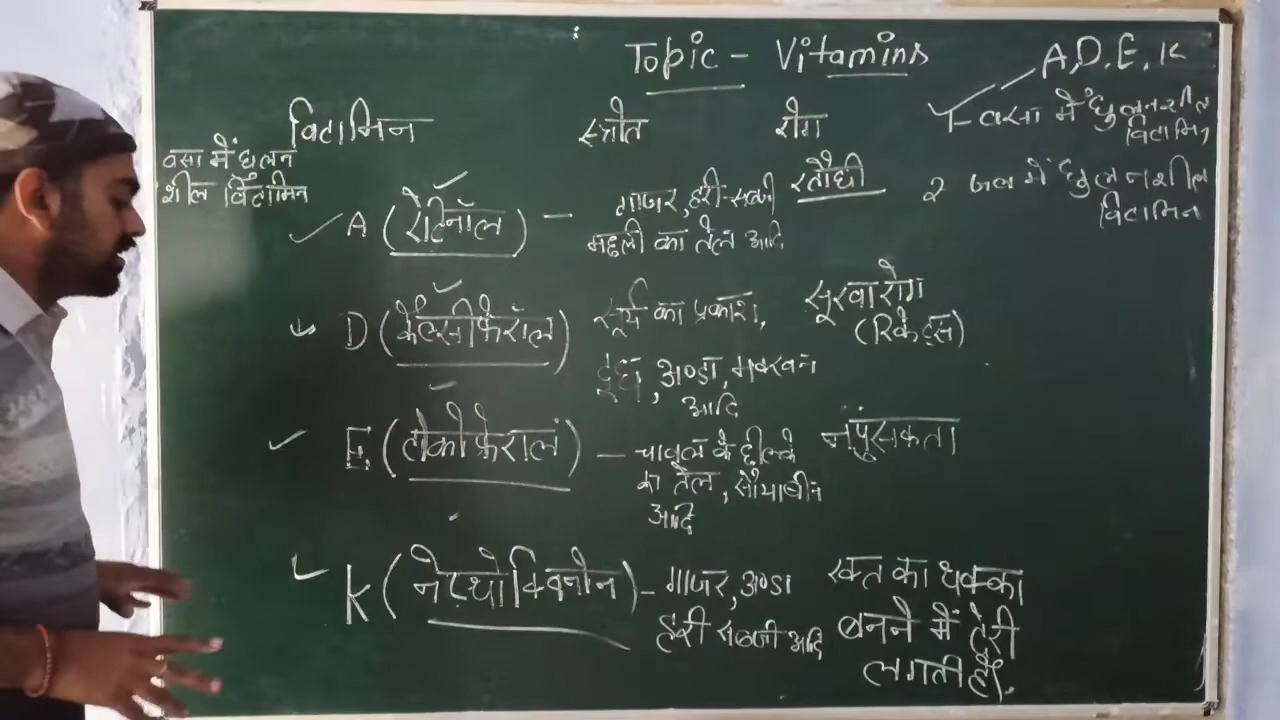 Topic - Vitamins
A, D, E, K
विटामिन स्त्रोत रोग
1- वसा में घुलनशील
विटामिन
2 जल में घुलनशील
विटामिन
वसा में घुलन
शील विटामिन
A (रेटिनॉल) - गाजर, हरी-सब्जी
मछली का तेल आदि
रतौंधी
D (कैल्सीफेरॉल) सूर्य का प्रकाश,
दूध, अण्डा, मक्खन
आदि
सूखा रोग
(रिकेट्स)
E (टोकोफेरॉल) - चावल के छीलके
का तेल, सोयाबीन
आदि
नपुंसकता
K (नेफ्थोक्विनोन) - गाजर, अण्डा
हरी सब्जी आदि
रक्त का थक्का
बनने में देरी
लगती है।